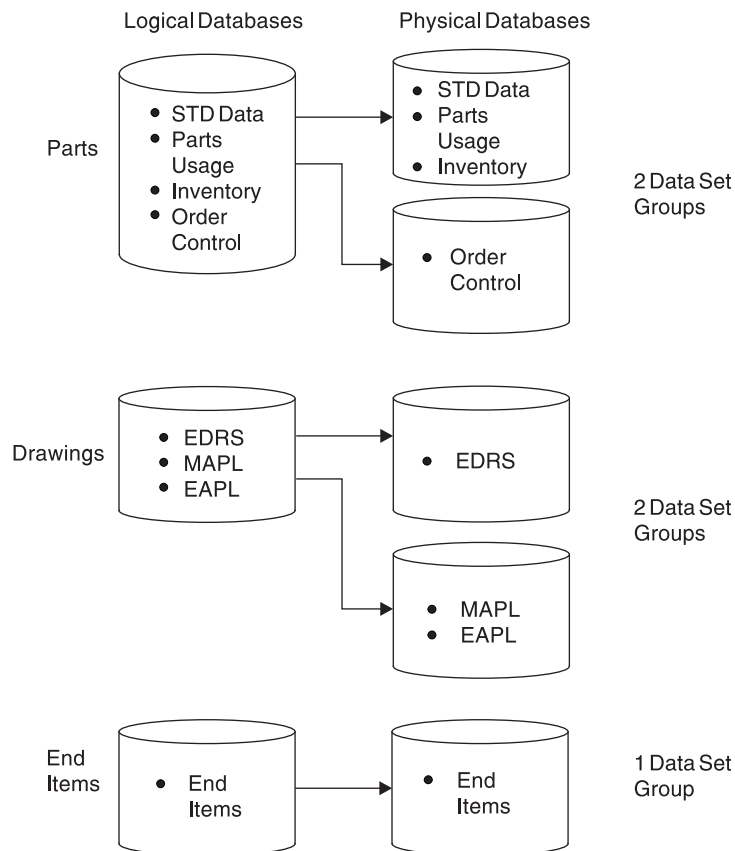 Logical Databases
Physical Databases
Parts
• STD Data
• Parts
Usage
• Inventory
• Order
Control
• STD Data
• Parts
Usage
• Inventory
• Order
Control
2 Data Set
Groups
Drawings
• EDRS
• MAPL
• EAPL
• EDRS
• MAPL
• EAPL
2 Data Set
Groups
End
Items
• End
Items
• End
Items
1 Data Set
Group